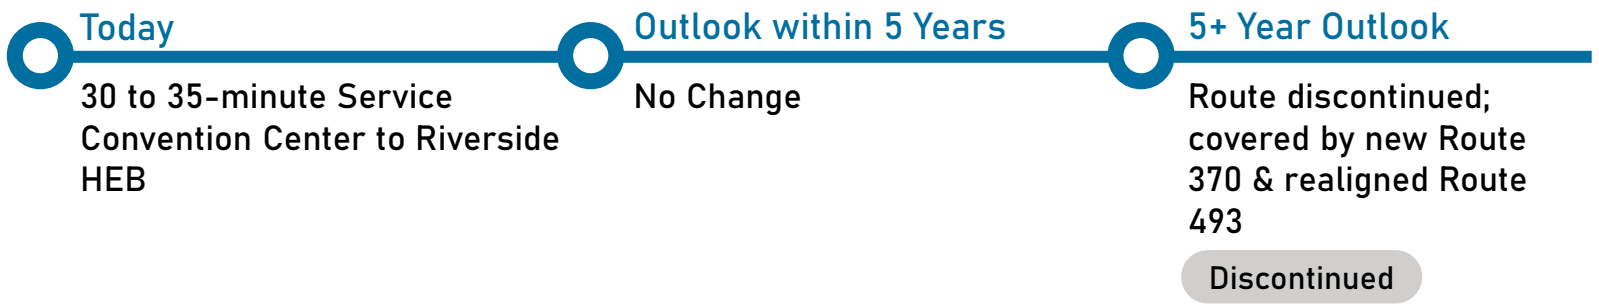 Today
30 to 35-minute Service
Convention Center to Riverside
HEB
Outlook within 5 Years
No Change
5+ Year Outlook
Route discontinued;
covered by new Route
370 & realigned Route
493
Discontinued